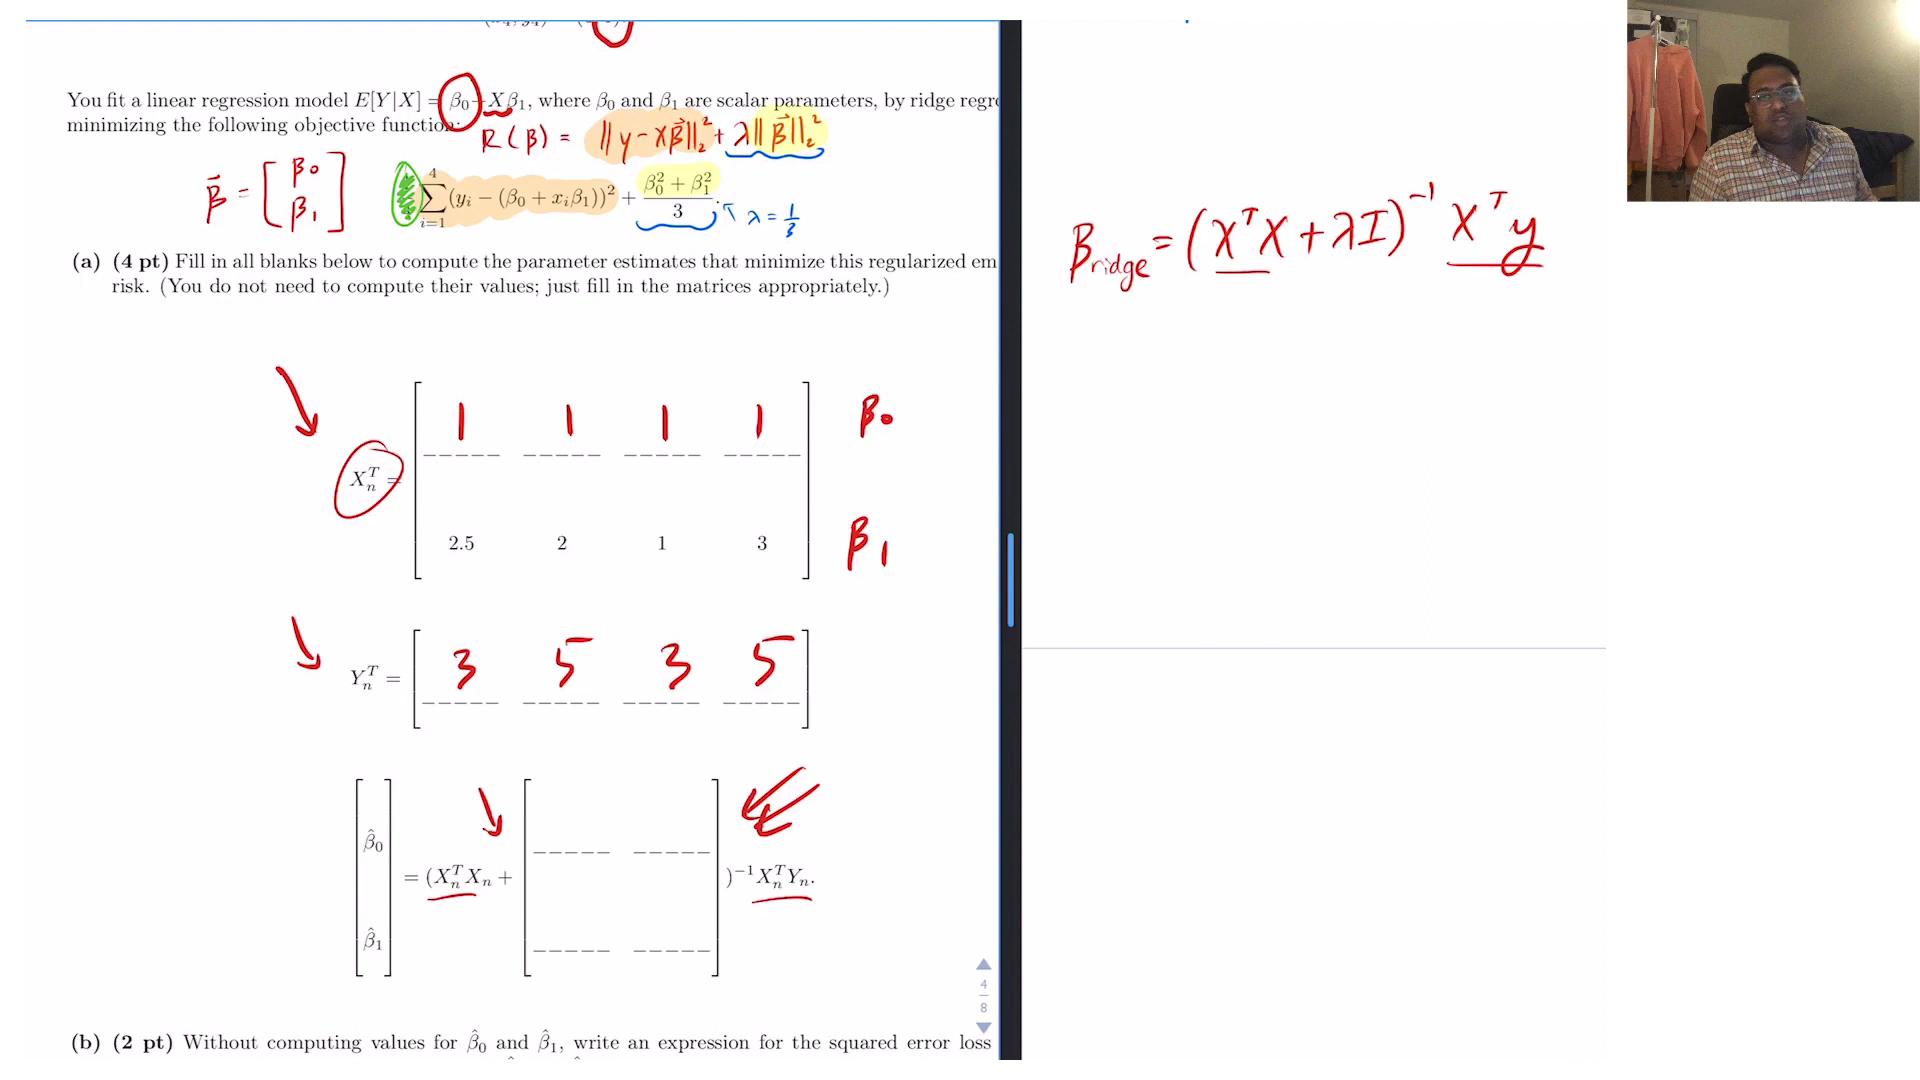 You fit a linear regression model E[Y|X] = β₀ + Xβ₁, where β₀ and β₁ are scalar parameters, by ridge regre
minimizing the following objective function:
R(β) = ||y - Xβ⃗||₂² + λ||β⃗||₂²
β⃗ = [β₀ β₁]
∑_{i=1}^{4} (yᵢ − (β₀ + xᵢβ₁))² + (β₀² + β₁²)/3.
λ = 1/3
(a) (4 pt) Fill in all blanks below to compute the parameter estimates that minimize this regularized em
risk. (You do not need to compute their values; just fill in the matrices appropriately.)
1 1 1 1 β₀
Xₙᵀ =
2.5 2 1 3 β₁
3 5 3 5
Yₙᵀ =
β̂₀
= (XₙᵀXₙ + )⁻¹XₙᵀYₙ.
β̂₁
4
8
(b) (2 pt) Without computing values for β̂₀ and β̂₁, write an expression for the squared error loss
β_ridge = (XᵀX + λI)⁻¹ Xᵀy